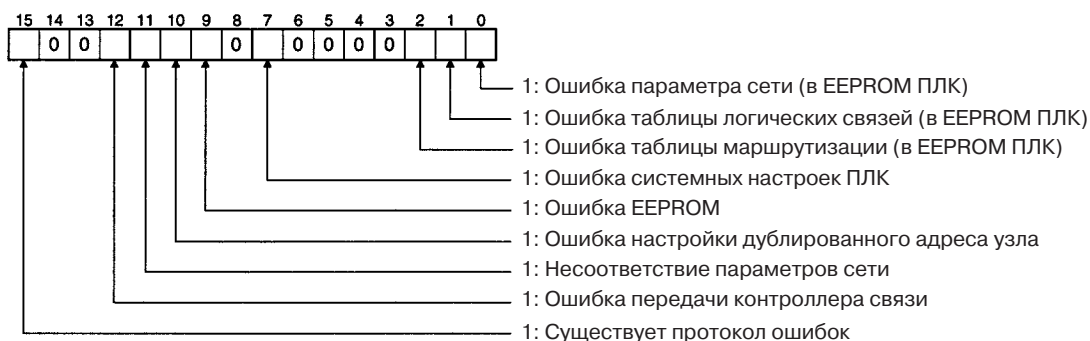 15 14 13 12 11 10 9 8 7 6 5 4 3 2 1 0
0 0 0 0 0 0 0
1: Ошибка параметра сети (в EEPROM ПЛК)
1: Ошибка таблицы логических связей (в EEPROM ПЛК)
1: Ошибка таблицы маршрутизации (в EEPROM ПЛК)
1: Ошибка системных настроек ПЛК
1: Ошибка EEPROM
1: Ошибка настройки дублированного адреса узла
1: Несоответствие параметров сети
1: Ошибка передачи контроллера связи
1: Существует протокол ошибок